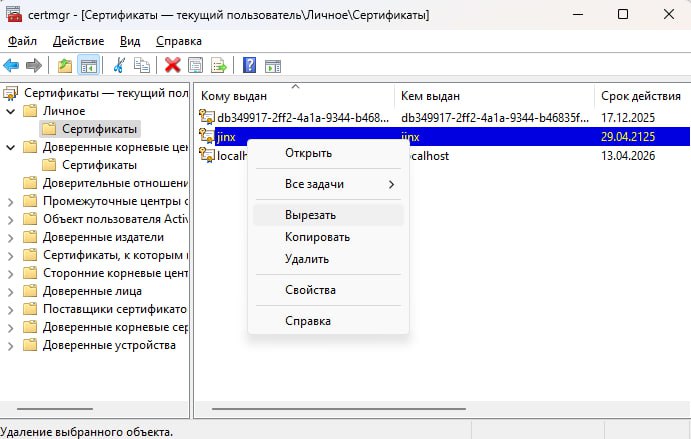 certmgr - [Сертификаты — текущий пользователь\Личное\Сертификаты]
Файл Действие Вид Справка
Сертификаты — текущий пол
Личное
Сертификаты
Доверенные корневые цен
Сертификаты
Доверительные отношени
Промежуточные центры с
Объект пользователя Activ
Доверенные издатели
Сертификаты, к которым н
Сторонние корневые цент
Доверенные лица
Поставщики сертификато
Доверенные корневые сер
Доверенные устройства
Кому выдан Кем выдан Срок действия
db349917-2ff2-4a1a-9344-b468... db349917-2ff2-4a1a-9344-b46835f... 17.12.2025
jinx jinx 29.04.2125
localh ocalhost 13.04.2026
Открыть
Все задачи
Вырезать
Копировать
Удалить
Свойства
Справка
Удаление выбранного объекта.